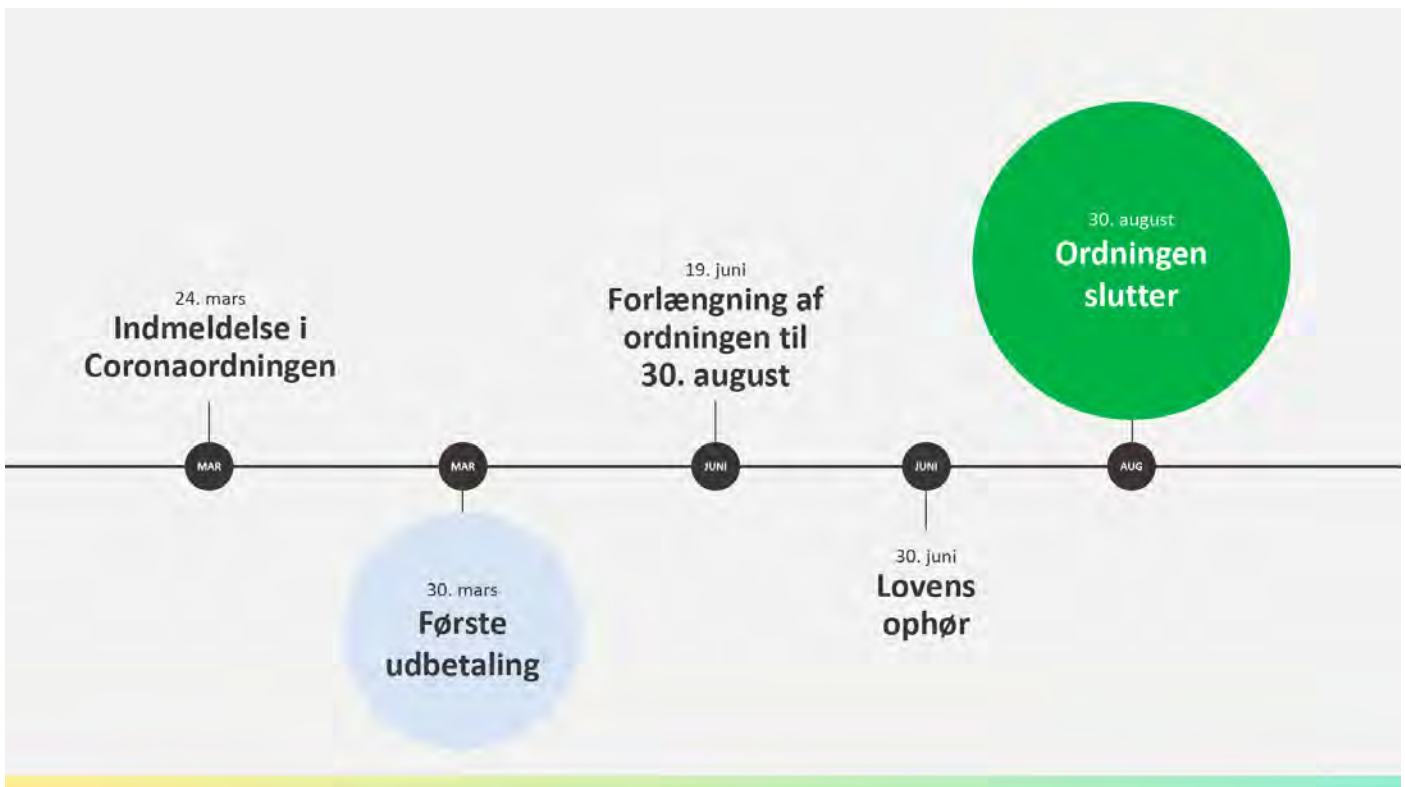 24. mars
Indmeldelse i
Coronaordningen
MAR
MAR
30. mars
Første
udbetaling
19. juni
Forlængning af
ordningen til
30. august
JUNI
JUNI
30. juni
Lovens
ophør
30. august
Ordningen
slutter
AUG